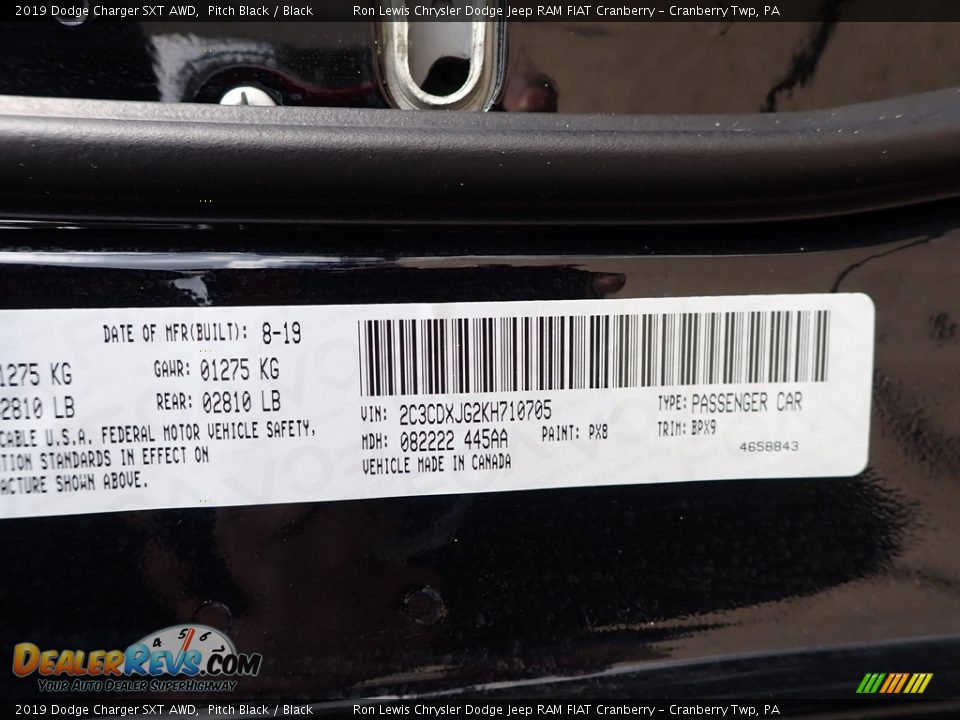 2019 Dodge Charger SXT AWD, Pitch Black / Black Ron Lewis Chrysler Dodge Jeep RAM FIAT Cranberry - Cranberry Twp, PA
DATE OF MFR(BUILT): 8-19
1275 KG GAWR: 01275 KG
2810 LB REAR: 02810 LB
CABLE U.S.A. FEDERAL MOTOR VEHICLE SAFETY,
TION STANDARDS IN EFFECT ON
ACTURE SHOWN ABOVE.
VIN: 2C3CDXJG2KH710705 TYPE: PASSENGER CAR
MDH: 082222 445AA PAINT: PX8 TRIM: BPX9
VEHICLE MADE IN CANADA 4658843
4 5 6
DEALERREVS.COM
YOUR AUTO DEALER SUPERHIGHWAY
2019 Dodge Charger SXT AWD, Pitch Black / Black Ron Lewis Chrysler Dodge Jeep RAM FIAT Cranberry - Cranberry Twp, PA